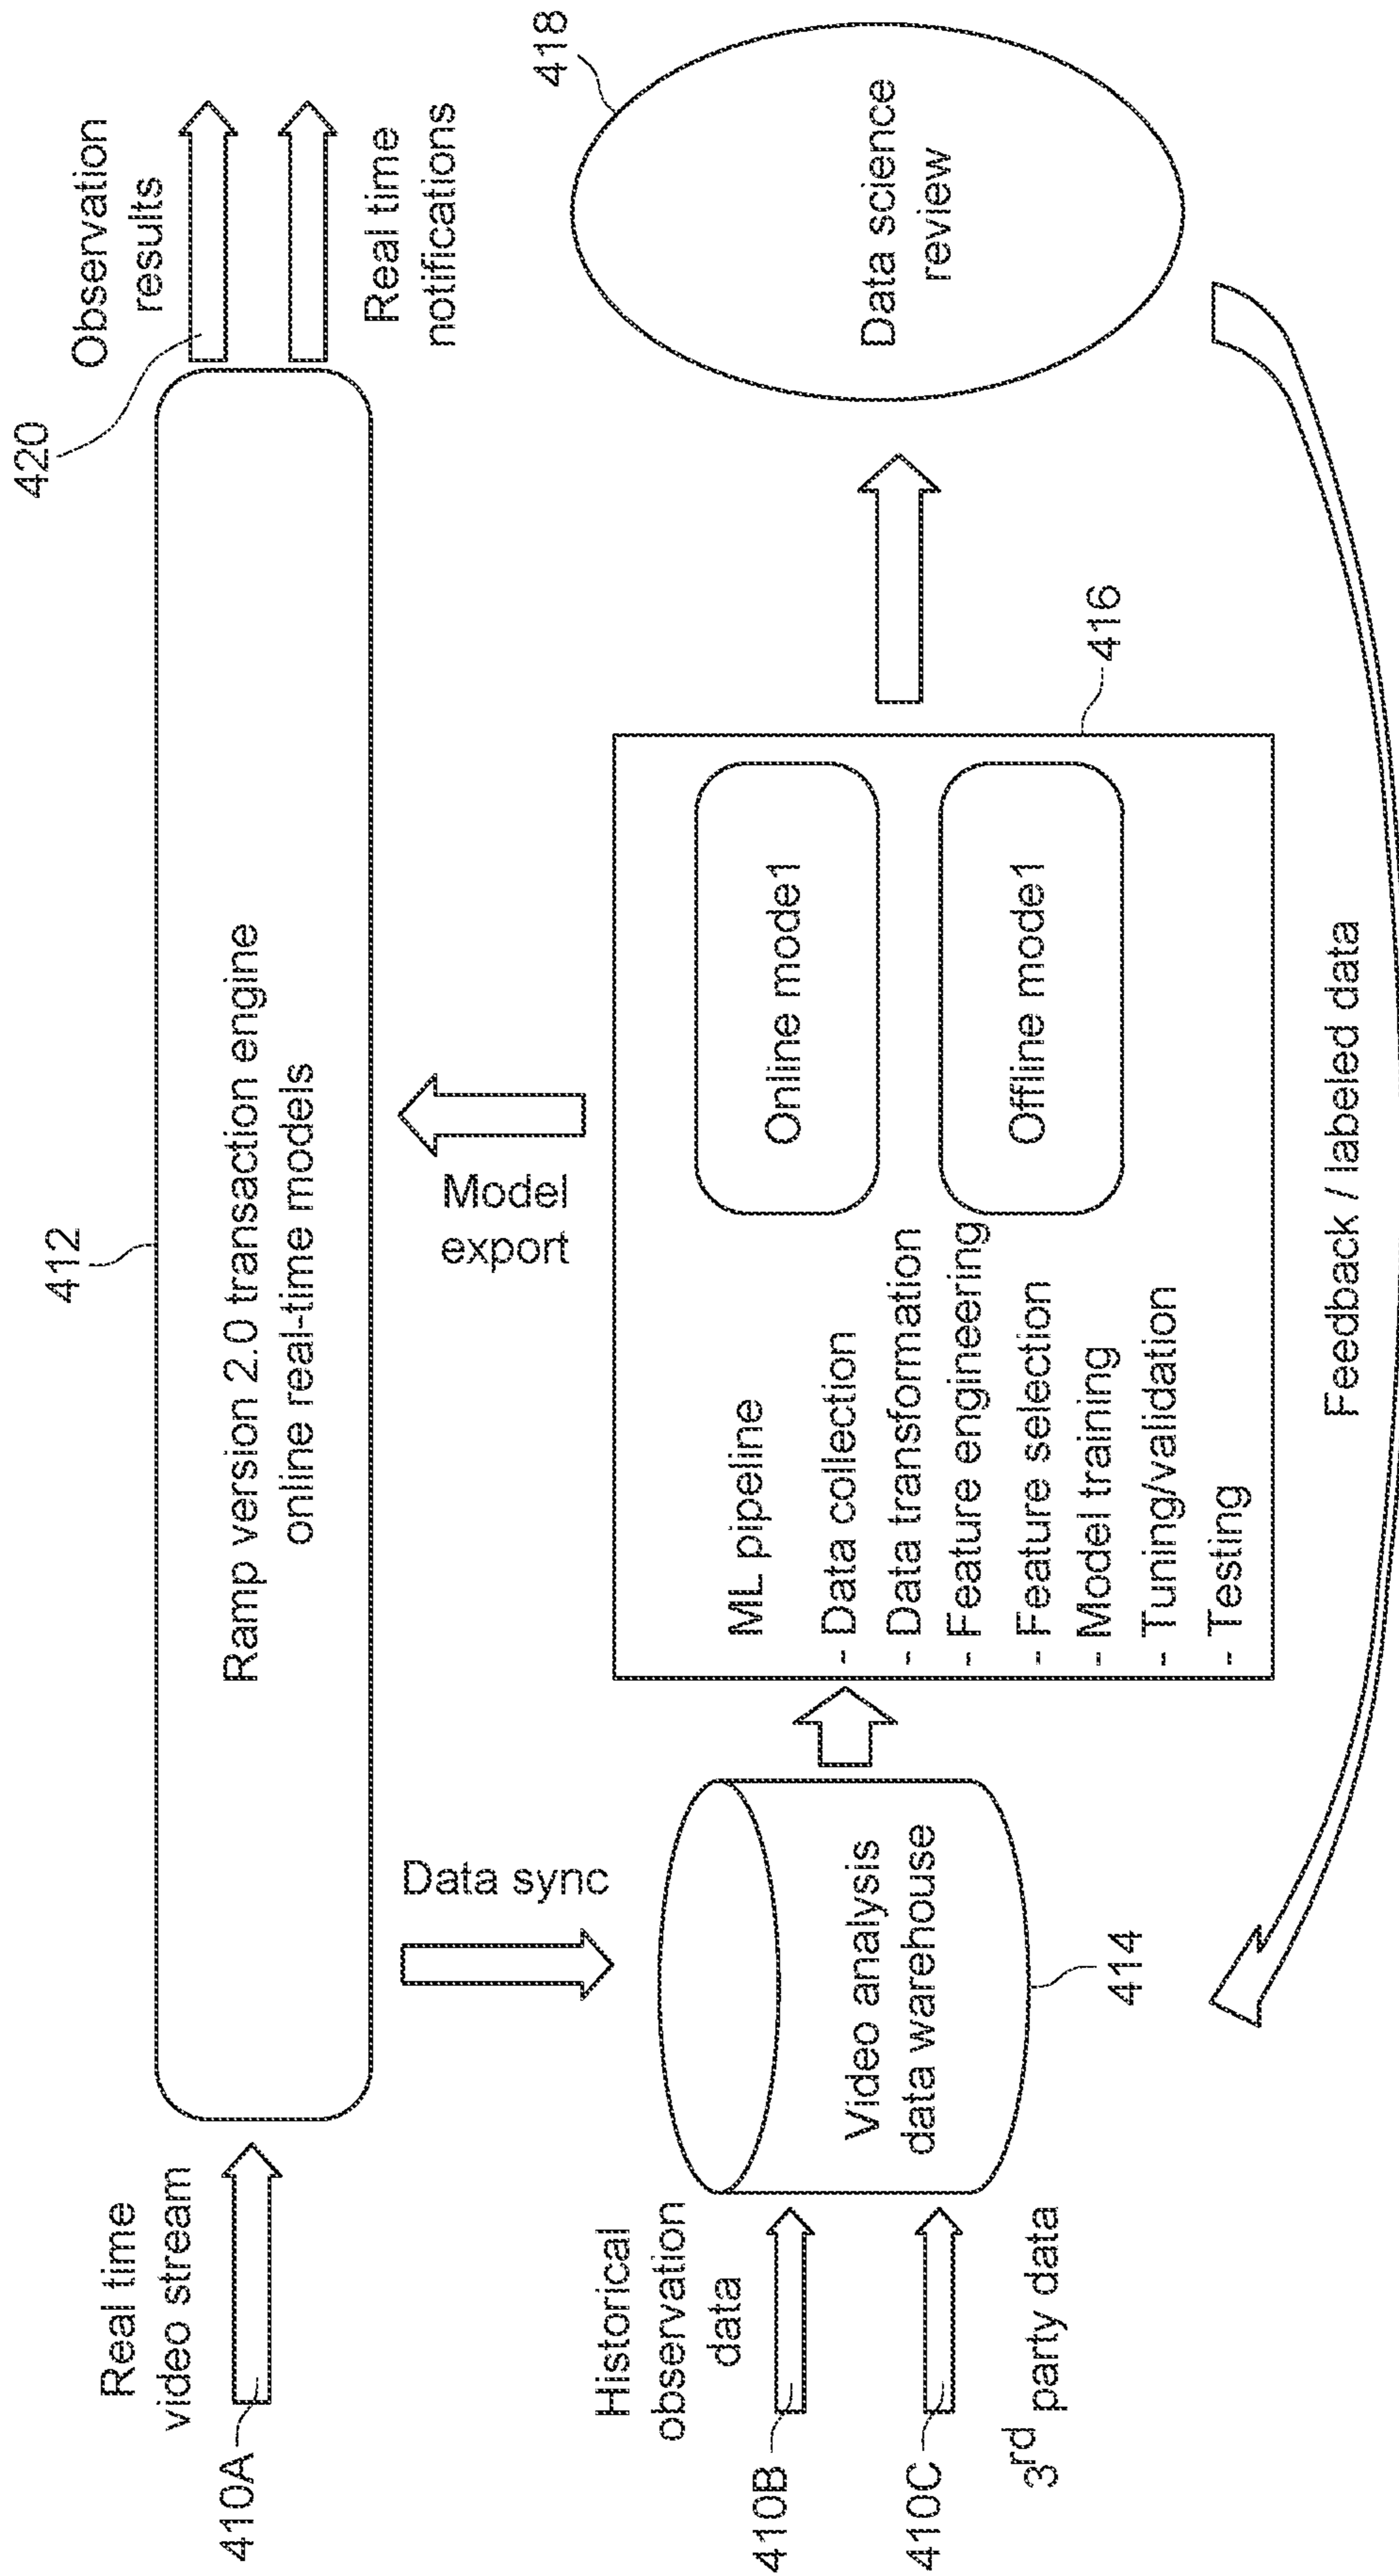 Real time
video stream
410A
412
Ramp version 2.0 transaction engine
online real-time models
420
Observation
results
Real time
notifications
Data sync
Model
export
Historical
observation
data
410B
410C
3rd party data
Video analysis
data warehouse
414
ML pipeline
- Data collection
- Data transformation
- Feature engineering
- Feature selection
- Model training
- Tuning/validation
- Testing
Online mode1
Offline mode1
416
418
Data science
review
Feedback / labeled data